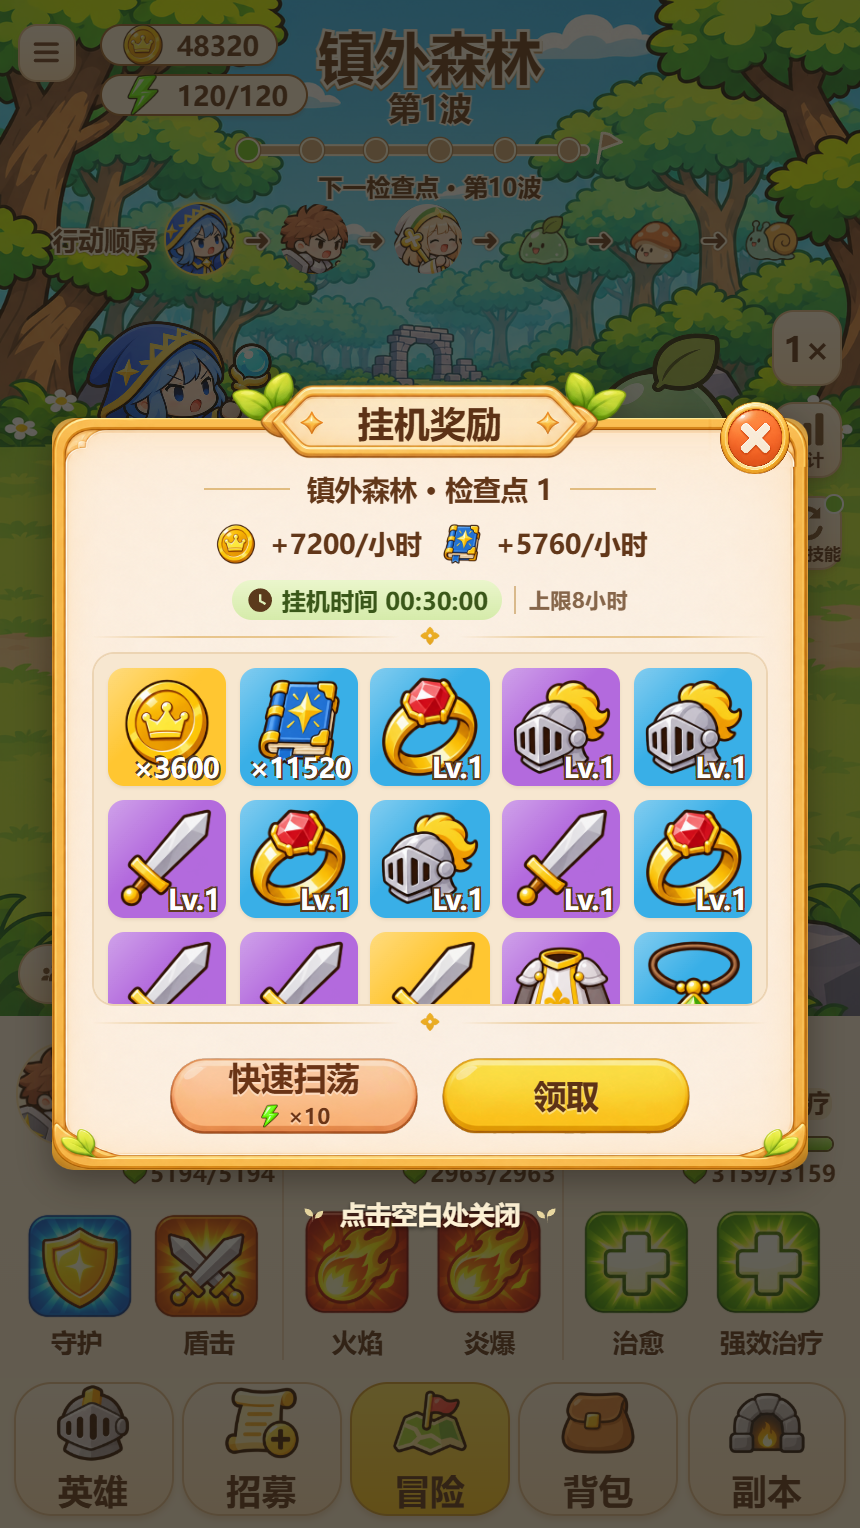 48320
120/120
镇外森林
第1波
下一检查点・第10波
行动顺序
1×
计
技能
挂机奖励
镇外森林・检查点 1
+7200/小时 +5760/小时
挂机时间 00:30:00 上限8小时
×3600 ×11520 Lv.1 Lv.1 Lv.1
Lv.1 Lv.1 Lv.1 Lv.1 Lv.1
快速扫荡
×10
领取
疗
5194/5194 2963/2963 3159/3159
点击空白处关闭
守护 盾击 火焰 炎爆 治愈 强效治疗
英雄 招募 冒险 背包 副本